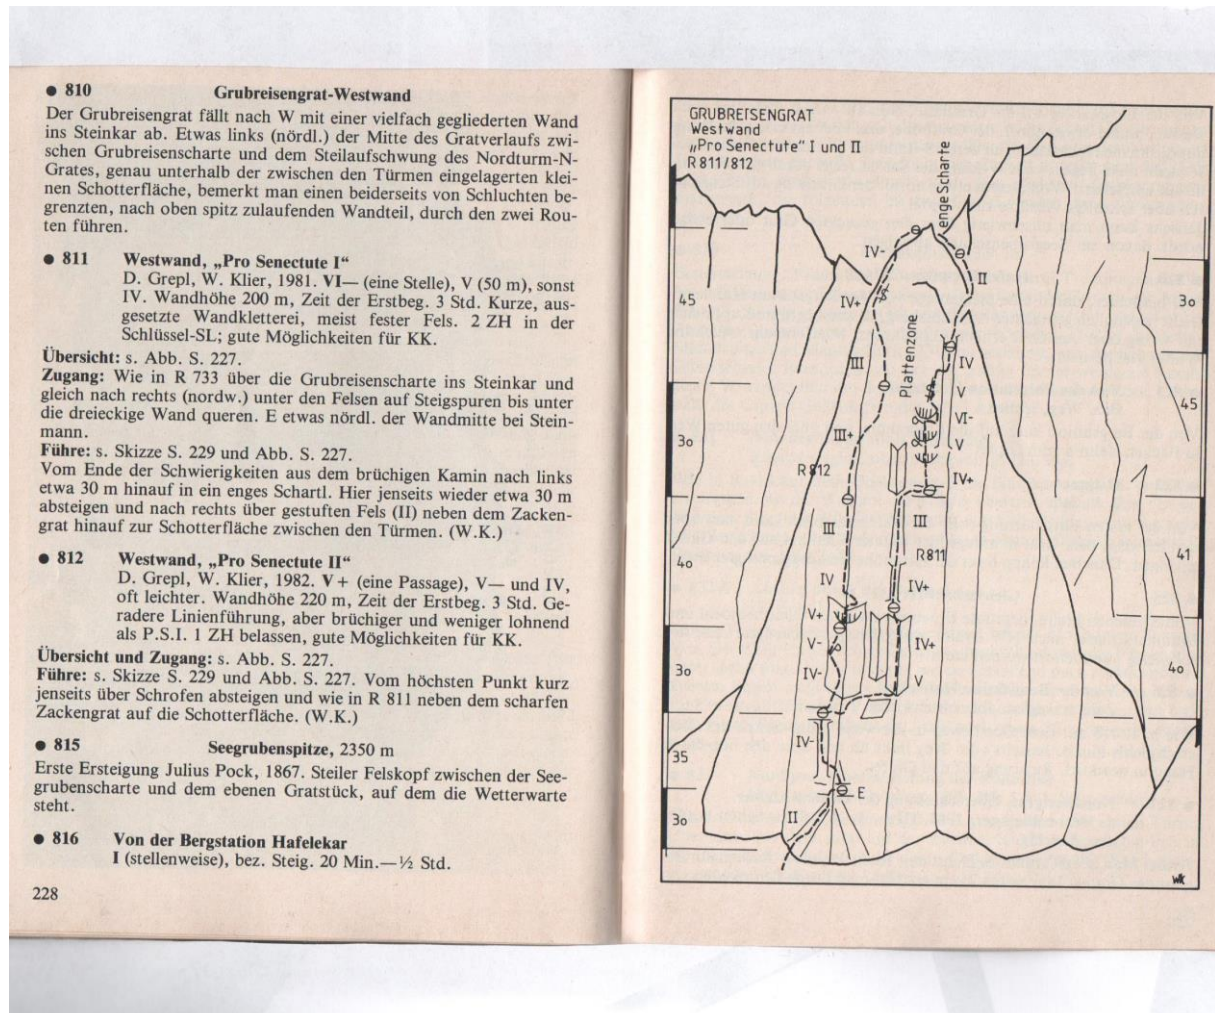 ● 810 Grubreisengrat-Westwand
Der Grubreisengrat fällt nach W mit einer vielfach gegliederten Wand
ins Steinkar ab. Etwas links (nördl.) der Mitte des Gratverlaufs zwi-
schen Grubreisenscharte und dem Steilaufschwung des Nordturm-N-
Grates, genau unterhalb der zwischen den Türmen eingelagerten klei-
nen Schotterfläche, bemerkt man einen beiderseits von Schluchten be-
grenzten, nach oben spitz zulaufenden Wandteil, durch den zwei Rou-
ten führen.
● 811 Westwand, „Pro Senectute I“
D. Grepl, W. Klier, 1981. VI— (eine Stelle), V (50 m), sonst
IV. Wandhöhe 200 m, Zeit der Erstbeg. 3 Std. Kurze, aus-
gesetzte Wandkletterei, meist fester Fels. 2 ZH in der
Schlüssel-SL; gute Möglichkeiten für KK.
Übersicht: s. Abb. S. 227.
Zugang: Wie in R 733 über die Grubreisenscharte ins Steinkar und
gleich nach rechts (nordw.) unter den Felsen auf Steigspuren bis unter
die dreieckige Wand queren. E etwas nördl. der Wandmitte bei Stein-
mann.
Führe: s. Skizze S. 229 und Abb. S. 227.
Vom Ende der Schwierigkeiten aus dem brüchigen Kamin nach links
etwa 30 m hinauf in ein enges Schartl. Hier jenseits wieder etwa 30 m
absteigen und nach rechts über gestuften Fels (II) neben dem Zacken-
grat hinauf zur Schotterfläche zwischen den Türmen. (W.K.)
● 812 Westwand, „Pro Senectute II“
D. Grepl, W. Klier, 1982. V + (eine Passage), V— und IV,
oft leichter. Wandhöhe 220 m, Zeit der Erstbeg. 3 Std. Ge-
radere Linienführung, aber brüchiger und weniger lohnend
als P.S.I. 1 ZH belassen, gute Möglichkeiten für KK.
Übersicht und Zugang: s. Abb. S. 227.
Führe: s. Skizze S. 229 und Abb. S. 227. Vom höchsten Punkt kurz
jenseits über Schrofen absteigen und wie in R 811 neben dem scharfen
Zackengrat auf die Schotterfläche. (W.K.)
● 815 Seegrubenspitze, 2350 m
Erste Ersteigung Julius Pock, 1867. Steiler Felskopf zwischen der See-
grubenscharte und dem ebenen Gratstück, auf dem die Wetterwarte
steht.
● 816 Von der Bergstation Hafelekar
I (stellenweise), bez. Steig. 20 Min.—½ Std.
228
GRUBREISENGRAT
Westwand
„Pro Senectute“ I und II
R 811/812
enge Scharte
IV-
II
45
IV+
30
Plattenzone
III
IV
V
VI-
45
30
III+
V
R 812
IV+
III
III
R811
41
40
IV
IV+
V+
V-
IV+
30
IV-
V
40
IV-
35
E
30
II
WK